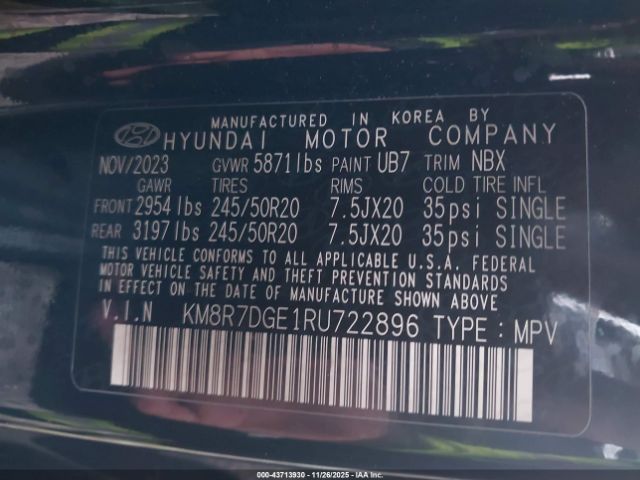 MANUFACTURED IN KOREA BY
HYUNDAI MOTOR COMPANY
NOV/2023 GVWR 5871lbs PAINT UB7 TRIM NBX
GAWR TIRES RIMS COLD TIRE INFL
FRONT 2954lbs 245/50R20 7.5JX20 35psi SINGLE
REAR 3197lbs 245/50R20 7.5JX20 35psi SINGLE
THIS VEHICLE CONFORMS TO ALL APPLICABLE U.S.A. FEDERAL
MOTOR VEHICLE SAFETY AND THEFT PREVENTION STANDARDS
IN EFFECT ON THE DATE OF MANUFACTURE SHOWN ABOVE.
V.I.N KM8R7DGE1RU722896 TYPE : MPV
000-43713930 - 11/26/2025 - IAA Inc.